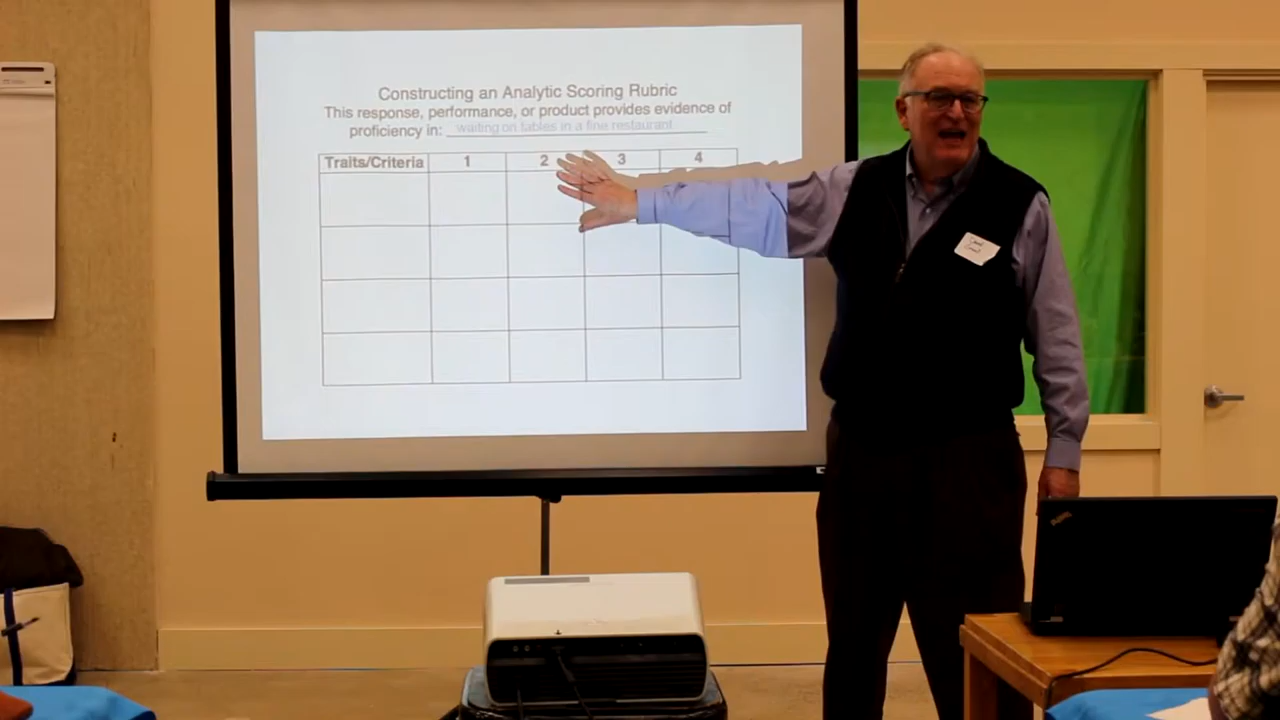 Constructing an Analytic Scoring Rubric
This response, performance, or product provides evidence of
proficiency in: waiting on tables in a fine restaurant
Traits/Criteria 1 2 3 4